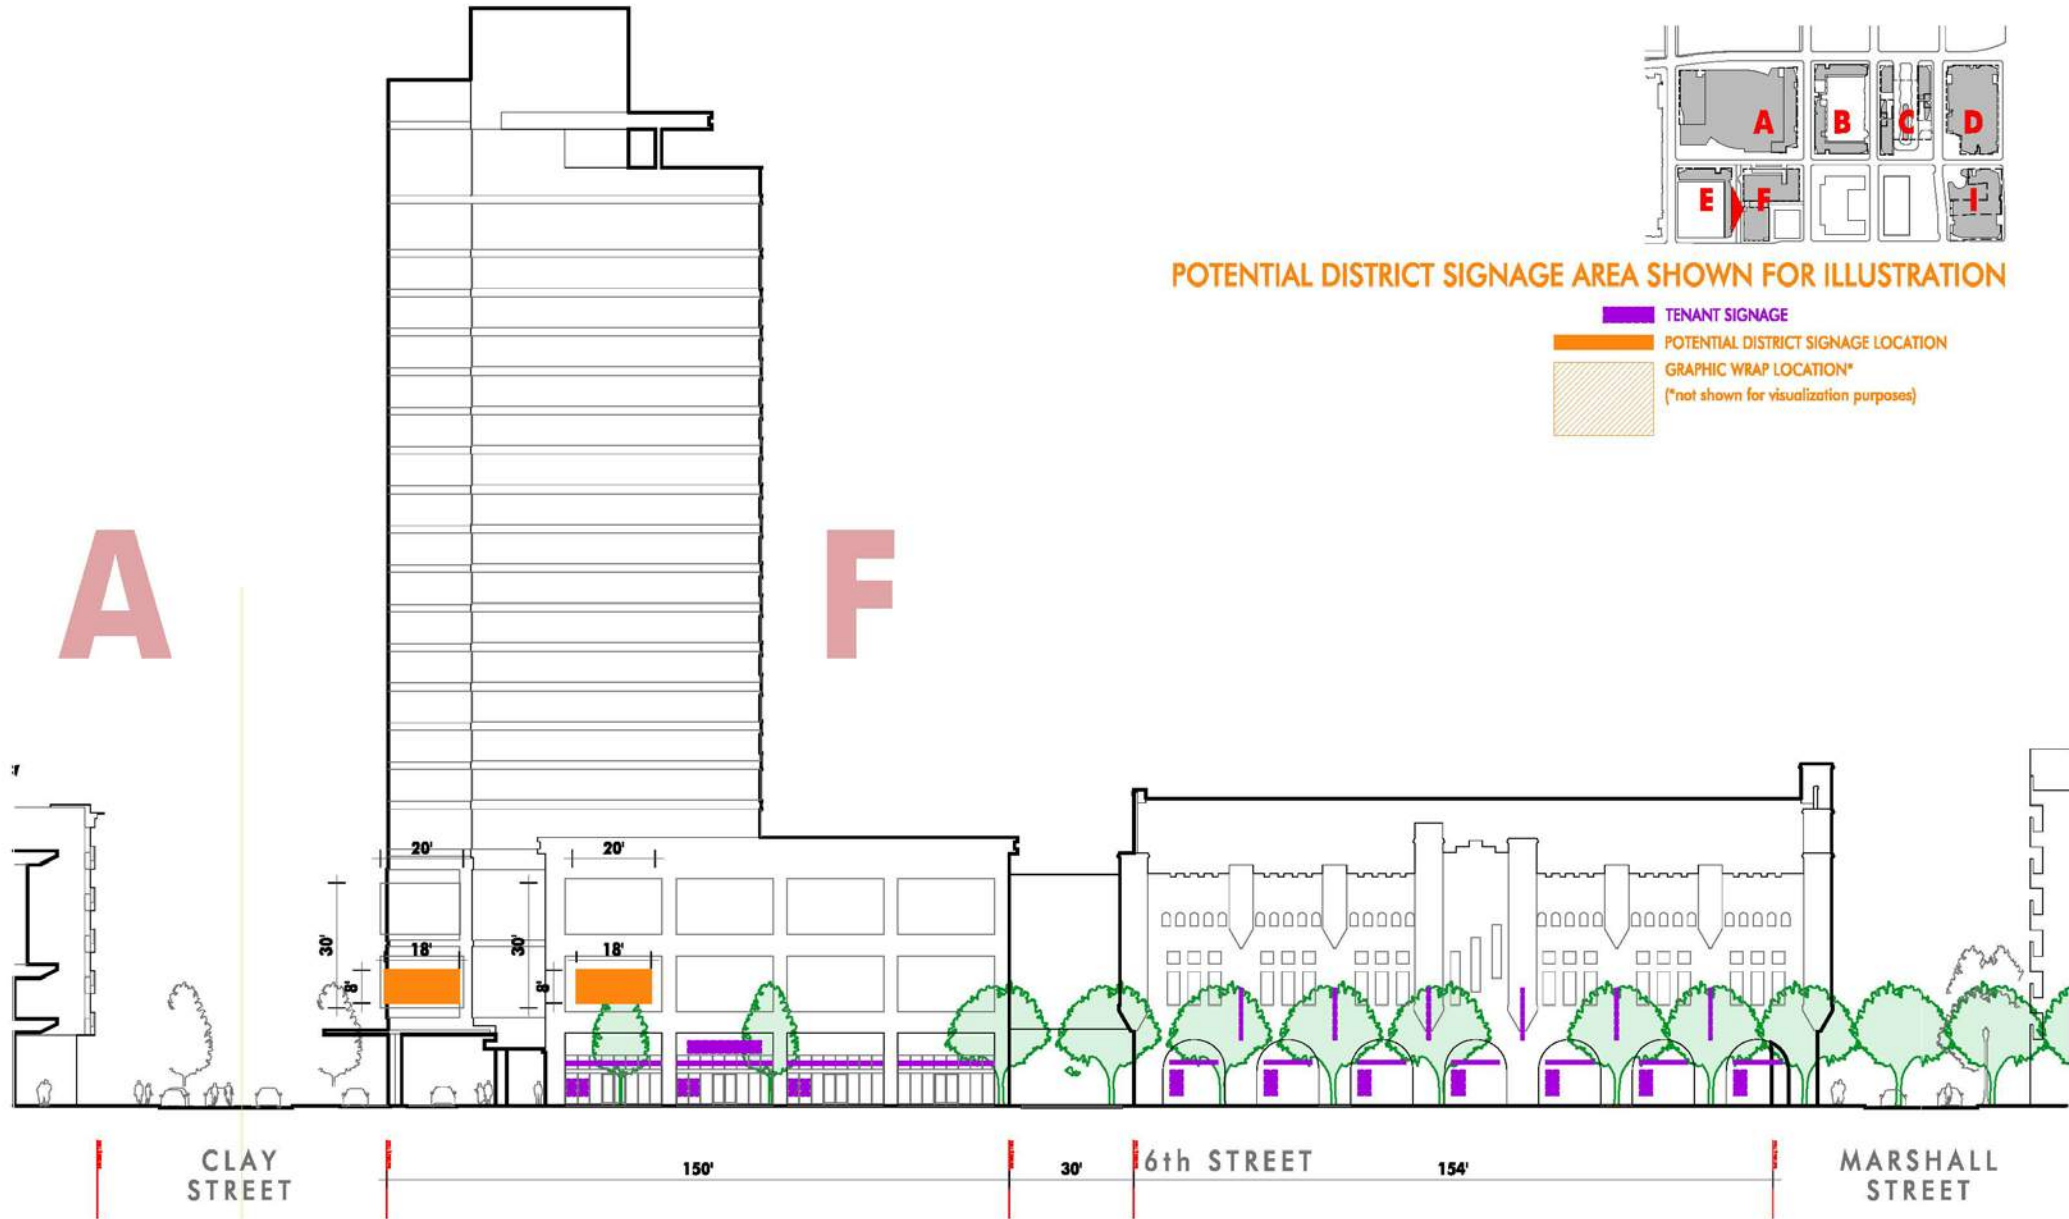 A
B
C
D
E
F
I
POTENTIAL DISTRICT SIGNAGE AREA SHOWN FOR ILLUSTRATION
TENANT SIGNAGE
POTENTIAL DISTRICT SIGNAGE LOCATION
GRAPHIC WRAP LOCATION*
(*not shown for visualization purposes)
A
F
20'
20'
30'
30'
18'
18'
8'
8'
CLAY
STREET
150'
30'
6th STREET
154'
MARSHALL
STREET